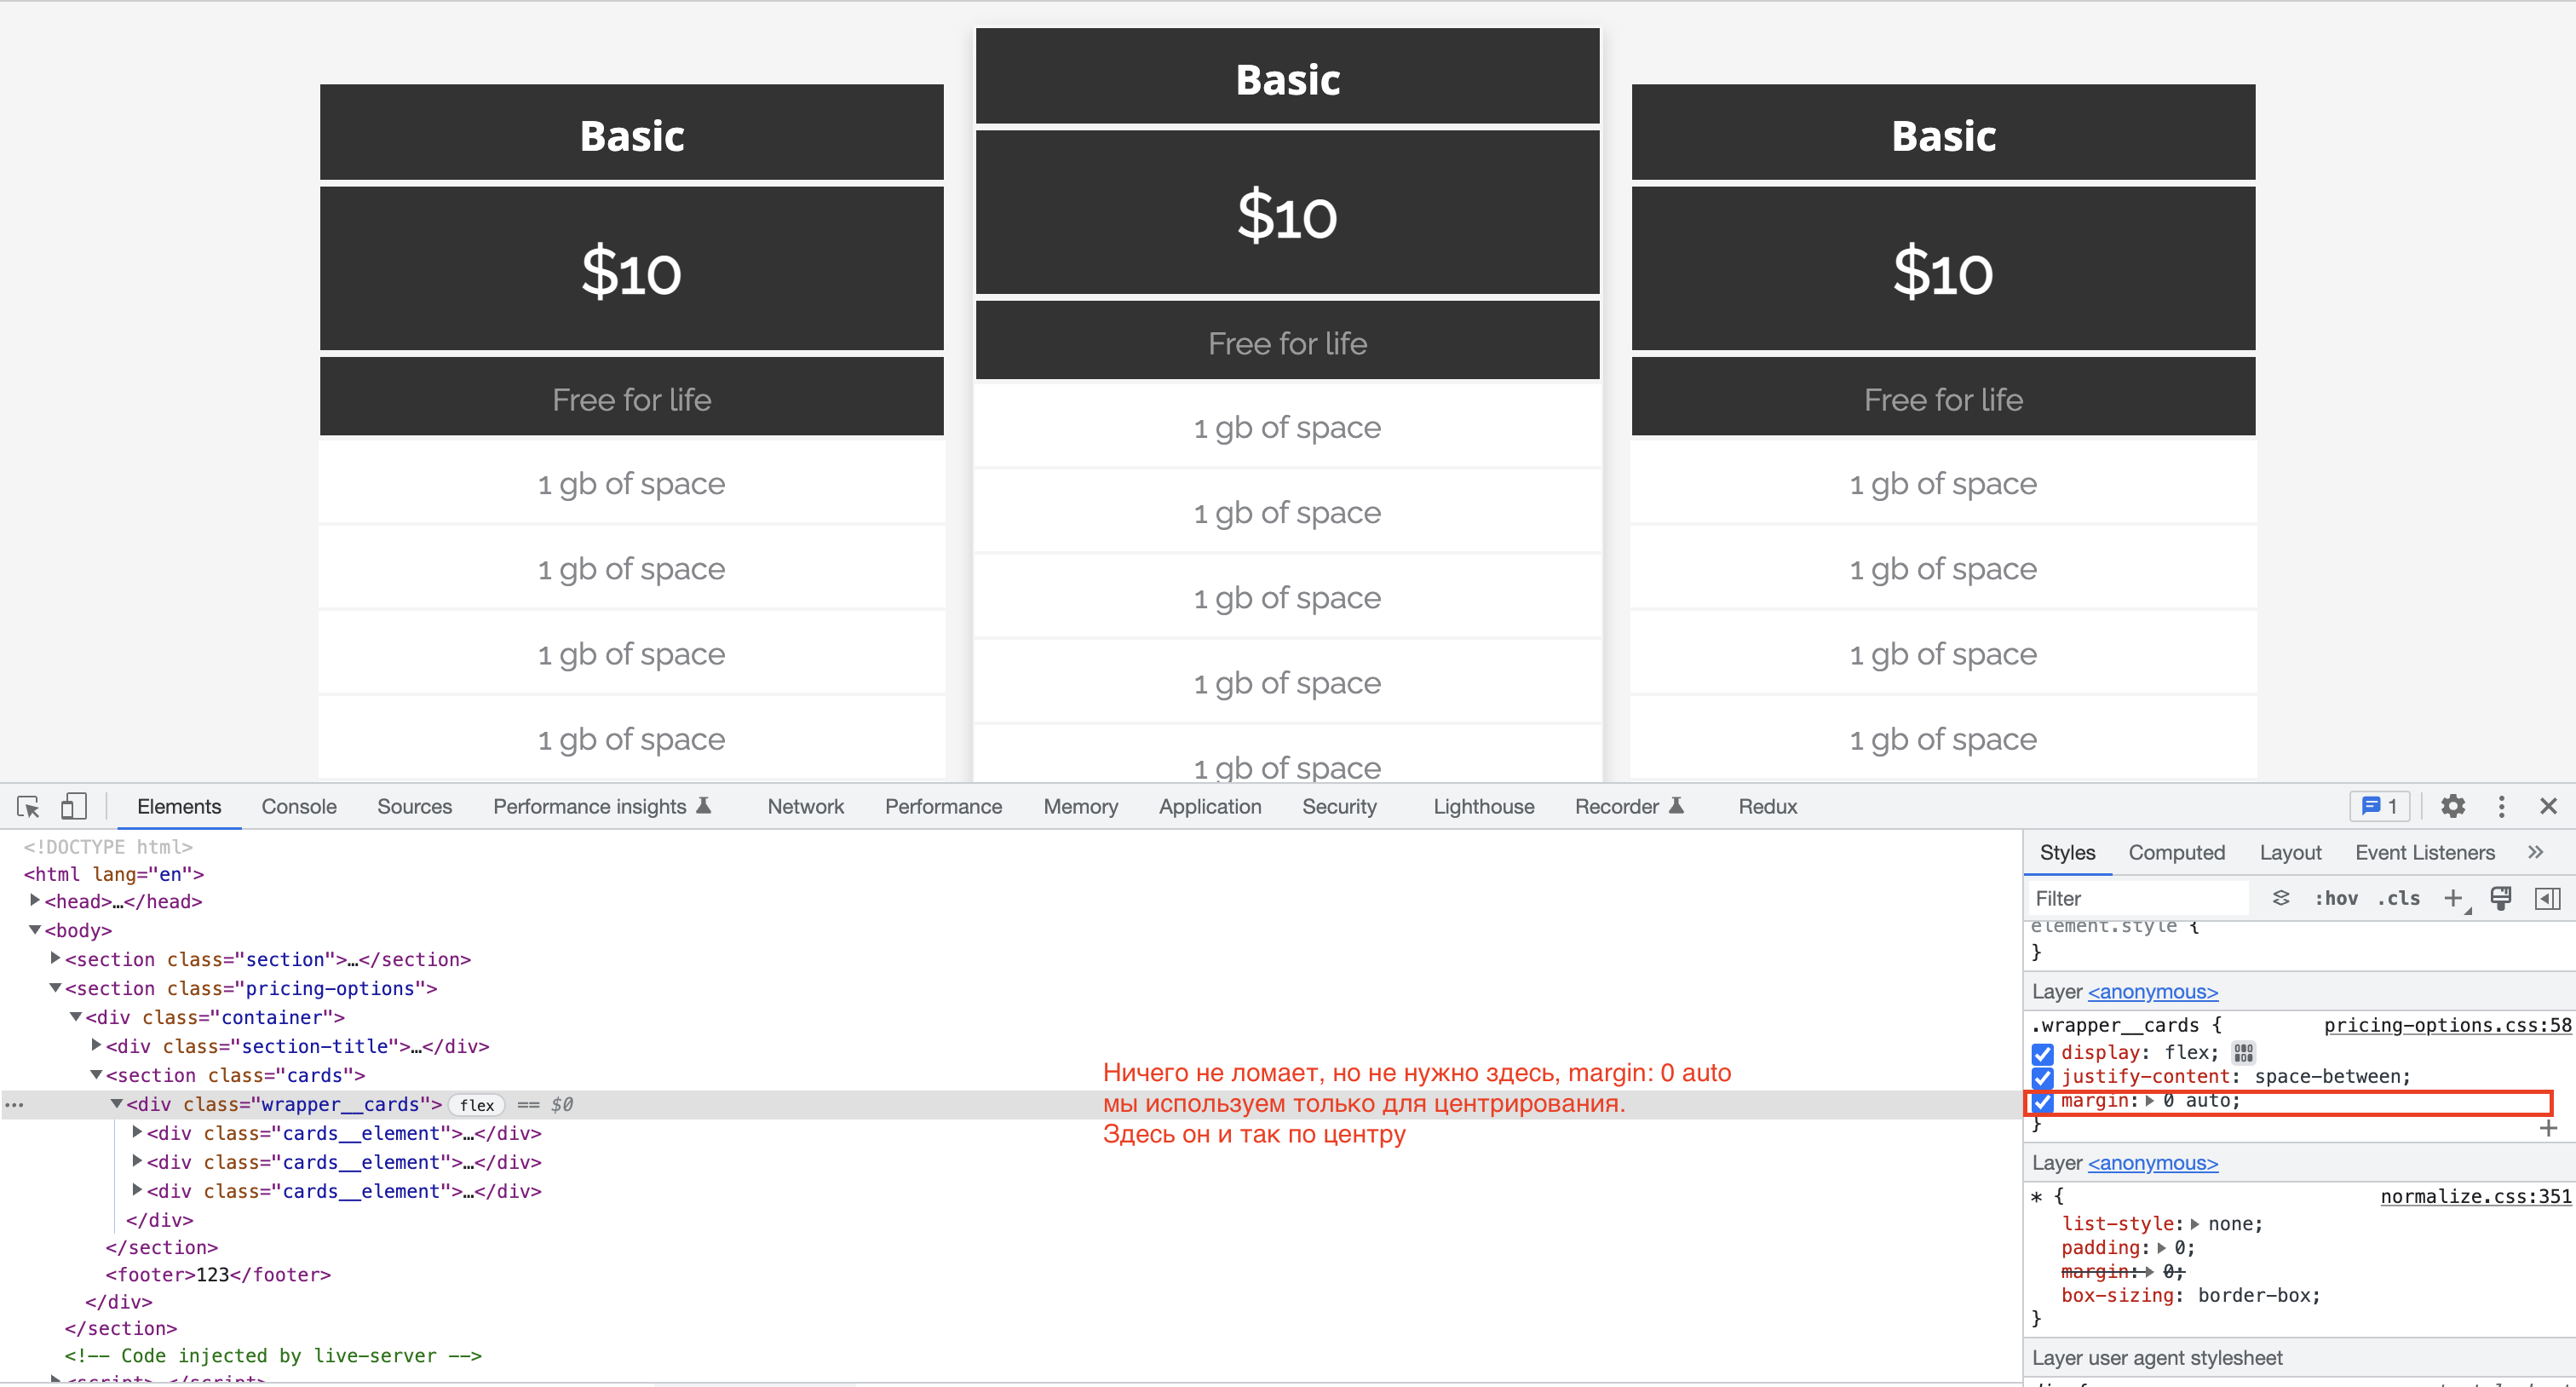 Basic
Basic
Basic
$10
$10
$10
Free for life
Free for life
Free for life
1 gb of space
1 gb of space
1 gb of space
1 gb of space
1 gb of space
1 gb of space
1 gb of space
1 gb of space
1 gb of space
1 gb of space
1 gb of space
1 gb of space
1 gb of space
Elements Console Sources Performance insights Network Performance Memory Application Security Lighthouse Recorder Redux 1
<!DOCTYPE html>
<html lang="en">
<head>…</head>
<body>
<section class="section">…</section>
<section class="pricing-options">
<div class="container">
<div class="section-title">…</div>
<section class="cards">
<div class="wrapper__cards"> flex == $0
<div class="cards__element">…</div>
<div class="cards__element">…</div>
<div class="cards__element">…</div>
</div>
</section>
<footer>123</footer>
</div>
</section>
<!-- Code injected by live-server -->
<script>…</script>
Ничего не ломает, но не нужно здесь, margin: 0 auto
мы используем только для центрирования.
Здесь он и так по центру
Styles Computed Layout Event Listeners
Filter :hov .cls
element.style {
}
Layer <anonymous>
.wrapper__cards { pricing-options.css:58
display: flex;
justify-content: space-between;
margin: 0 auto;
}
Layer <anonymous>
* { normalize.css:351
list-style: none;
padding: 0;
margin: 0;
box-sizing: border-box;
}
Layer user agent stylesheet